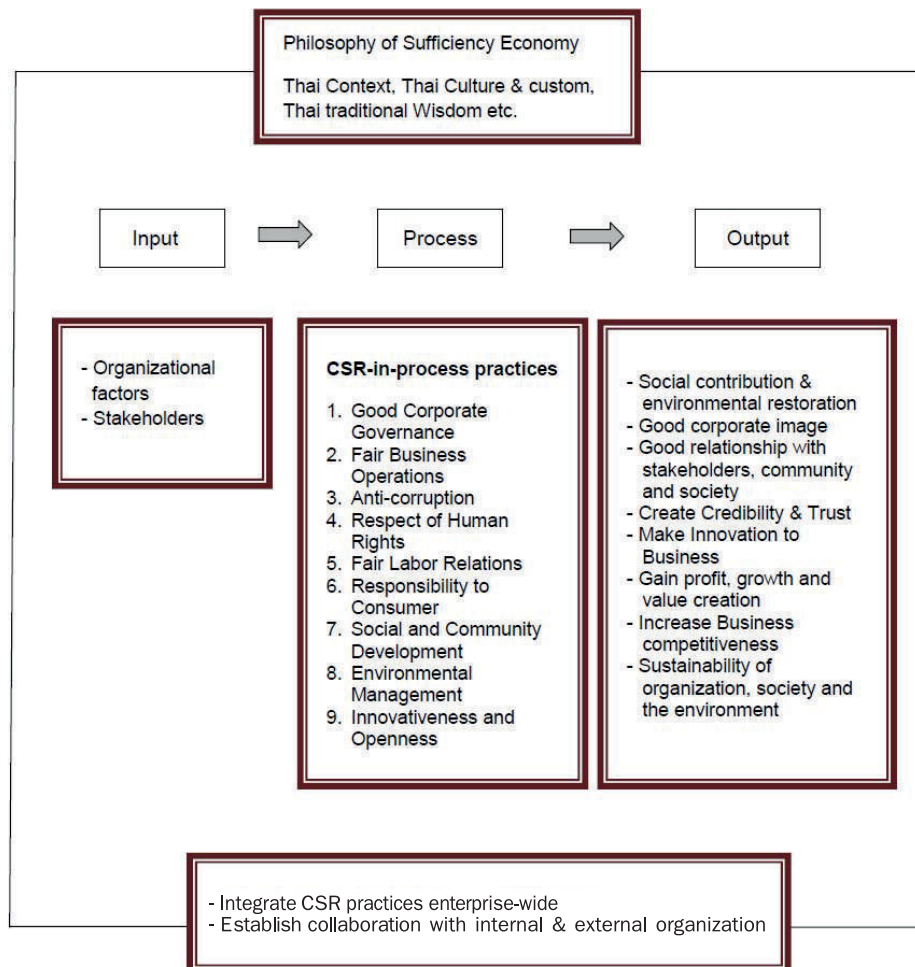 Philosophy of Sufficiency Economy
Thai Context, Thai Culture & custom,
Thai traditional Wisdom etc.
Input
Process
Output
- Organizational
factors
- Stakeholders
CSR-in-process practices
1. Good Corporate
Governance
2. Fair Business
Operations
3. Anti-corruption
4. Respect of Human
Rights
5. Fair Labor Relations
6. Responsibility to
Consumer
7. Social and Community
Development
8. Environmental
Management
9. Innovativeness and
Openness
- Social contribution &
environmental restoration
- Good corporate image
- Good relationship with
stakeholders, community
and society
- Create Credibility & Trust
- Make Innovation to
Business
- Gain profit, growth and
value creation
- Increase Business
competitiveness
- Sustainability of
organization, society and
the environment
- Integrate CSR practices enterprise-wide
- Establish collaboration with internal & external organization